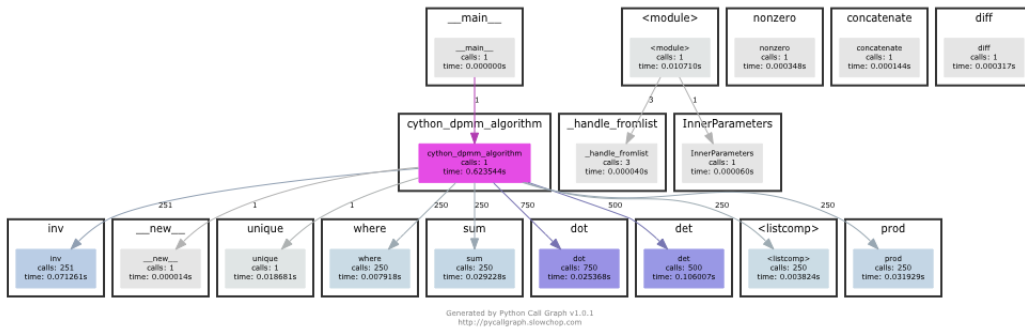 __main__
__main__
calls: 1
time: 0.000000s
<module>
<module>
calls: 1
time: 0.010710s
nonzero
nonzero
calls: 1
time: 0.000348s
concatenate
concatenate
calls: 1
time: 0.000144s
diff
diff
calls: 1
time: 0.000317s
1
3
1
cython_dpmm_algorithm
cython_dpmm_algorithm
calls: 1
time: 0.623544s
_handle_fromlist
_handle_fromlist
calls: 3
time: 0.000040s
InnerParameters
InnerParameters
calls: 1
time: 0.000060s
251
1
1
250
250
750
500
250
250
inv
inv
calls: 251
time: 0.071261s
__new__
__new__
calls: 1
time: 0.000014s
unique
unique
calls: 1
time: 0.018681s
where
where
calls: 250
time: 0.007918s
sum
sum
calls: 250
time: 0.029228s
dot
dot
calls: 750
time: 0.025368s
det
det
calls: 500
time: 0.106007s
<listcomp>
<listcomp>
calls: 250
time: 0.003824s
prod
prod
calls: 250
time: 0.031929s
Generated by Python Call Graph v1.0.1
http://pycallgraph.slowchop.com